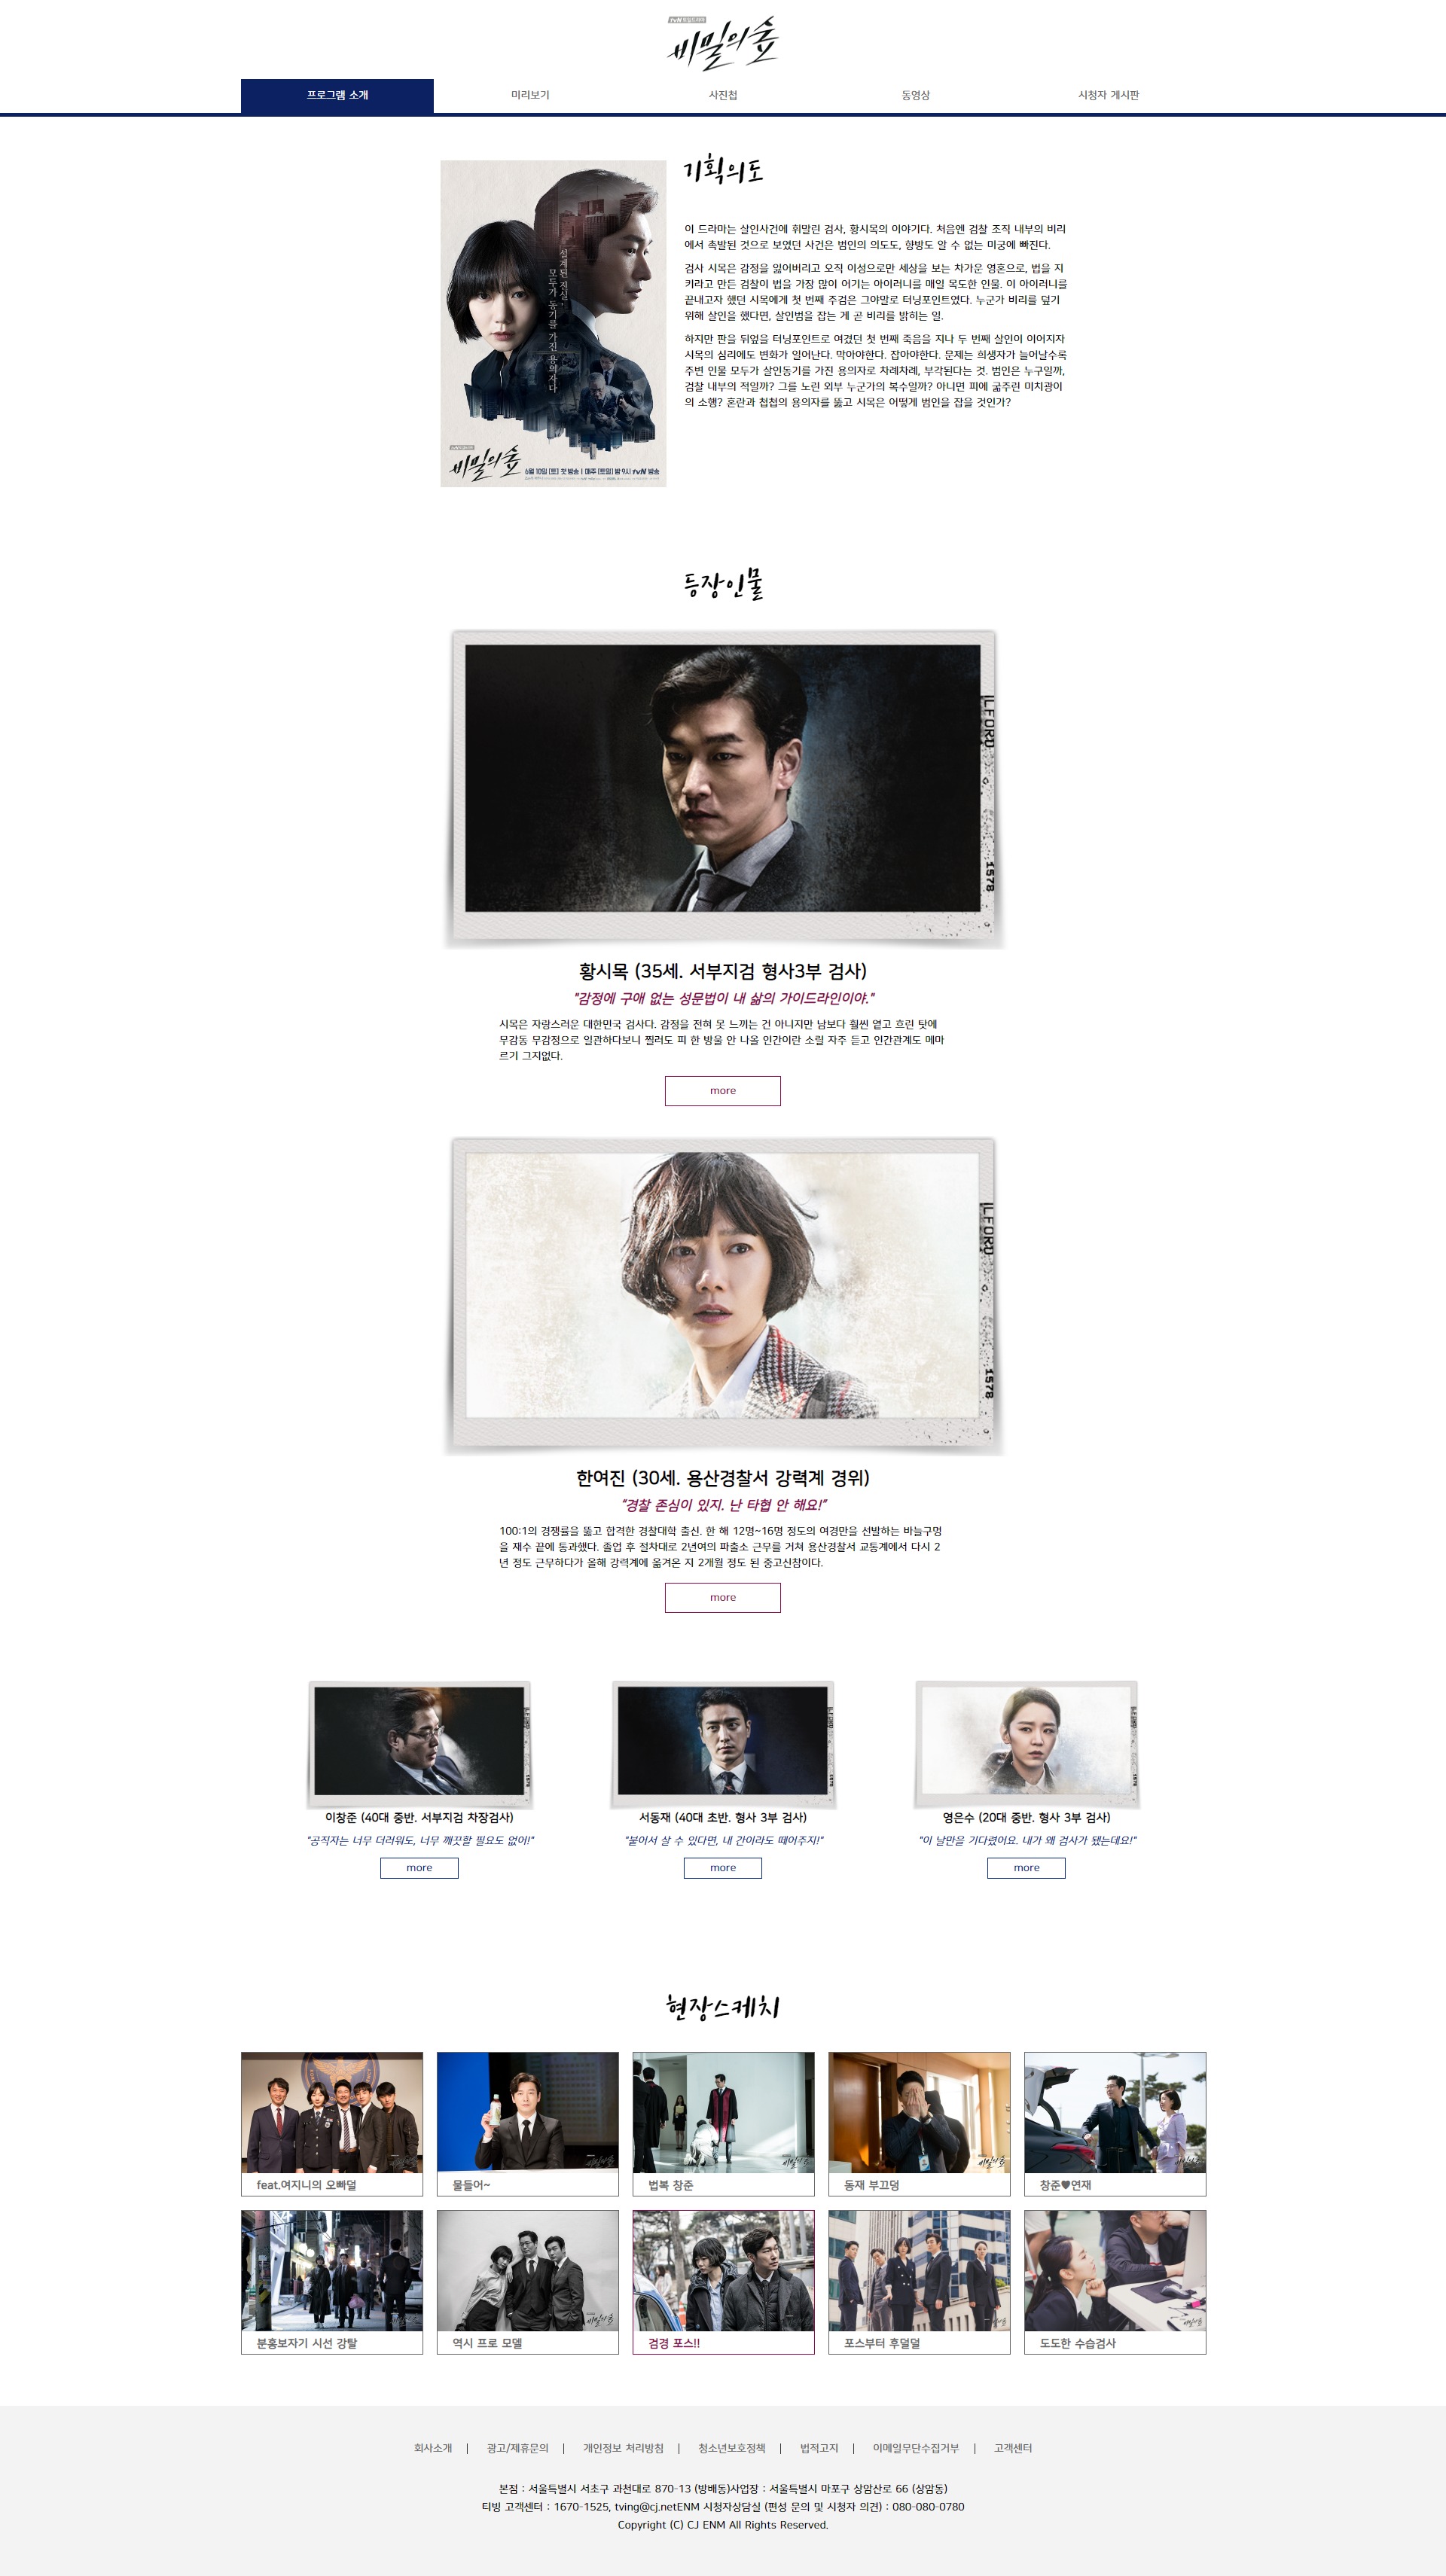 tvN 토일드라마
비밀의 숲
프로그램 소개
미리보기
사진첩
동영상
시청자 게시판
기획의도
설계된 진실,
모두가 동기를 가진 용의자다
비밀의 숲
6월 10일 [토] 첫 방송 | 매주 [토일] 밤 9시 tvN 방송
이 드라마는 살인사건에 휘말린 검사, 황시목의 이야기다. 처음엔 검찰 조직 내부의 비리
에서 촉발된 것으로 보였던 사건은 범인의 의도도, 향방도 알 수 없는 미궁에 빠진다.
검사 시목은 감정을 잃어버리고 오직 이성으로만 세상을 보는 차가운 영혼으로, 법을 지
키라고 만든 검찰이 법을 가장 많이 어기는 아이러니를 매일 목도한 인물. 이 아이러니를
끝내고자 했던 시목에게 첫 번째 주검은 그야말로 터닝포인트였다. 누군가 비리를 덮기
위해 살인을 했다면, 살인범을 잡는 게 곧 비리를 밝히는 일.
하지만 판을 뒤엎을 터닝포인트로 여겼던 첫 번째 죽음을 지나 두 번째 살인이 이어지자
시목의 심리에도 변화가 일어난다. 막아야한다. 잡아야한다. 문제는 희생자가 늘어날수록
주변 인물 모두가 살인동기를 가진 용의자로 차례차례, 부각된다는 것. 범인은 누구일까,
검찰 내부의 적일까? 그를 노린 외부 누군가의 복수일까? 아니면 피에 굶주린 미치광이
의 소행? 혼란과 첩첩의 용의자를 뚫고 시목은 어떻게 범인을 잡을 것인가?
등장인물
ILFORD
1578
황시목 (35세. 서부지검 형사3부 검사)
"감정에 구애 없는 성문법이 내 삶의 가이드라인이야."
시목은 자랑스러운 대한민국 검사다. 감정을 전혀 못 느끼는 건 아니지만 남보다 훨씬 옅고 흐린 탓에
무감동 무감정으로 일관하다보니 찔러도 피 한 방울 안 나올 인간이란 소릴 자주 듣고 인간관계도 메마
르기 그지없다.
more
ILFORD
1578
한여진 (30세. 용산경찰서 강력계 경위)
"경찰 존심이 있지. 난 타협 안 해요!"
100:1의 경쟁률을 뚫고 합격한 경찰대학 출신. 한 해 12명~16명 정도의 여경만을 선발하는 바늘구멍
을 재수 끝에 통과했다. 졸업 후 절차대로 2년여의 파출소 근무를 거쳐 용산경찰서 교통계에서 다시 2
년 정도 근무하다가 올해 강력계에 옮겨온 지 2개월 정도 된 중고신참이다.
more
이창준 (40대 중반. 서부지검 차장검사)
"공직자는 너무 더러워도, 너무 깨끗할 필요도 없어!"
more
서동재 (40대 초반. 형사 3부 검사)
"붙어서 살 수 있다면, 내 간이라도 떼어주지!"
more
영은수 (20대 중반. 형사 3부 검사)
"이 날만을 기다렸어요. 내가 왜 검사가 됐는데요!"
more
현장스케치
feat.여지니의 오빠덜
물들어~
법복 창준
동재 부끄덩
창준♥연재
분홍보자기 시선 강탈
역시 프로 모델
검경 포스!!
포스부터 후덜덜
도도한 수습검사
회사소개 | 광고/제휴문의 | 개인정보 처리방침 | 청소년보호정책 | 법적고지 | 이메일무단수집거부 | 고객센터
본점 : 서울특별시 서초구 과천대로 870-13 (방배동)사업장 : 서울특별시 마포구 상암산로 66 (상암동)
티빙 고객센터 : 1670-1525, tving@cj.netENM 시청자상담실 (편성 문의 및 시청자 의견) : 080-080-0780
Copyright (C) CJ ENM All Rights Reserved.